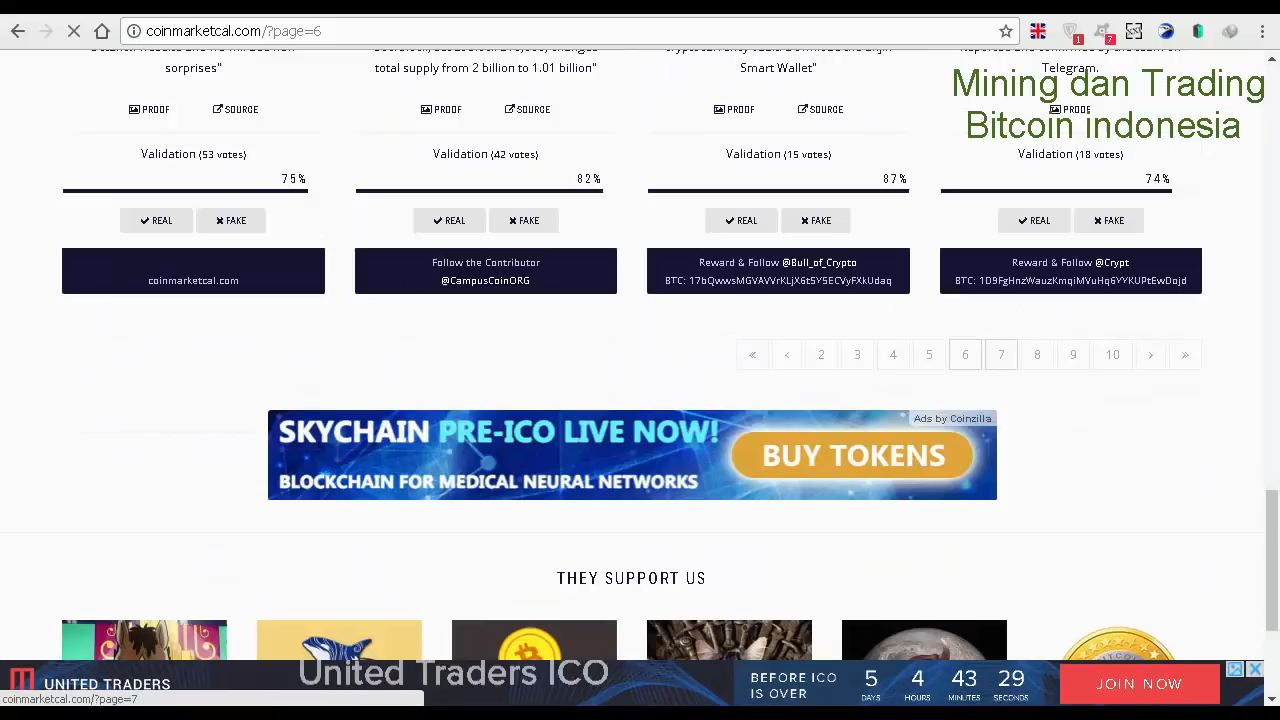 coinmarketcal.com/?page=6
1
7
surprises"
total supply from 2 billion to 1.01 billion"
Smart Wallet"
Telegram.
Mining dan Trading
Bitcoin indonesia
PROOF SOURCE
PROOF SOURCE
PROOF SOURCE
PROOF
Validation (53 votes)
Validation (42 votes)
Validation (15 votes)
Validation (18 votes)
75%
82%
87%
74%
REAL FAKE
REAL FAKE
REAL FAKE
REAL FAKE
coinmarketcal.com
Follow the Contributor
@CampusCoinORG
Reward & Follow @Bull_of_Crypto
BTC: 17bQwwsMGVAVVrKLjX6t5Y5ECVyFXkUdaq
Reward & Follow @Crypt
BTC: 1D9FgHnzWauzKmqiMVuHq6YYKUPtEwDojd
« ‹ 2 3 4 5 6 7 8 9 10 › »
Ads by Coinzilla
SKYCHAIN PRE-ICO LIVE NOW!
BLOCKCHAIN FOR MEDICAL NEURAL NETWORKS
BUY TOKENS
THEY SUPPORT US
UNITED TRADERS
United Traders ICO
BEFORE ICO
IS OVER
5 4 43 29
DAYS HOURS MINUTES SECONDS
JOIN NOW
coinmarketcal.com/?page=7